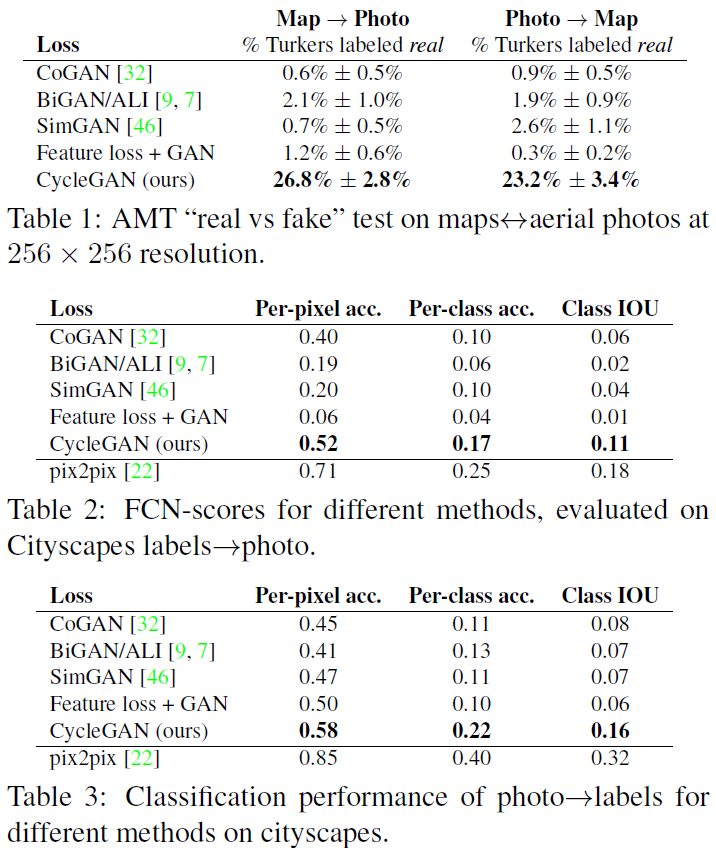 Map → Photo Photo → Map
Loss % Turkers labeled real % Turkers labeled real
CoGAN [32] 0.6% ± 0.5% 0.9% ± 0.5%
BiGAN/ALI [9, 7] 2.1% ± 1.0% 1.9% ± 0.9%
SimGAN [46] 0.7% ± 0.5% 2.6% ± 1.1%
Feature loss + GAN 1.2% ± 0.6% 0.3% ± 0.2%
CycleGAN (ours) 26.8% ± 2.8% 23.2% ± 3.4%
Table 1: AMT “real vs fake” test on maps↔aerial photos at
256 × 256 resolution.
Loss Per-pixel acc. Per-class acc. Class IOU
CoGAN [32] 0.40 0.10 0.06
BiGAN/ALI [9, 7] 0.19 0.06 0.02
SimGAN [46] 0.20 0.10 0.04
Feature loss + GAN 0.06 0.04 0.01
CycleGAN (ours) 0.52 0.17 0.11
pix2pix [22] 0.71 0.25 0.18
Table 2: FCN-scores for different methods, evaluated on
Cityscapes labels→photo.
Loss Per-pixel acc. Per-class acc. Class IOU
CoGAN [32] 0.45 0.11 0.08
BiGAN/ALI [9, 7] 0.41 0.13 0.07
SimGAN [46] 0.47 0.11 0.07
Feature loss + GAN 0.50 0.10 0.06
CycleGAN (ours) 0.58 0.22 0.16
pix2pix [22] 0.85 0.40 0.32
Table 3: Classification performance of photo→labels for
different methods on cityscapes.